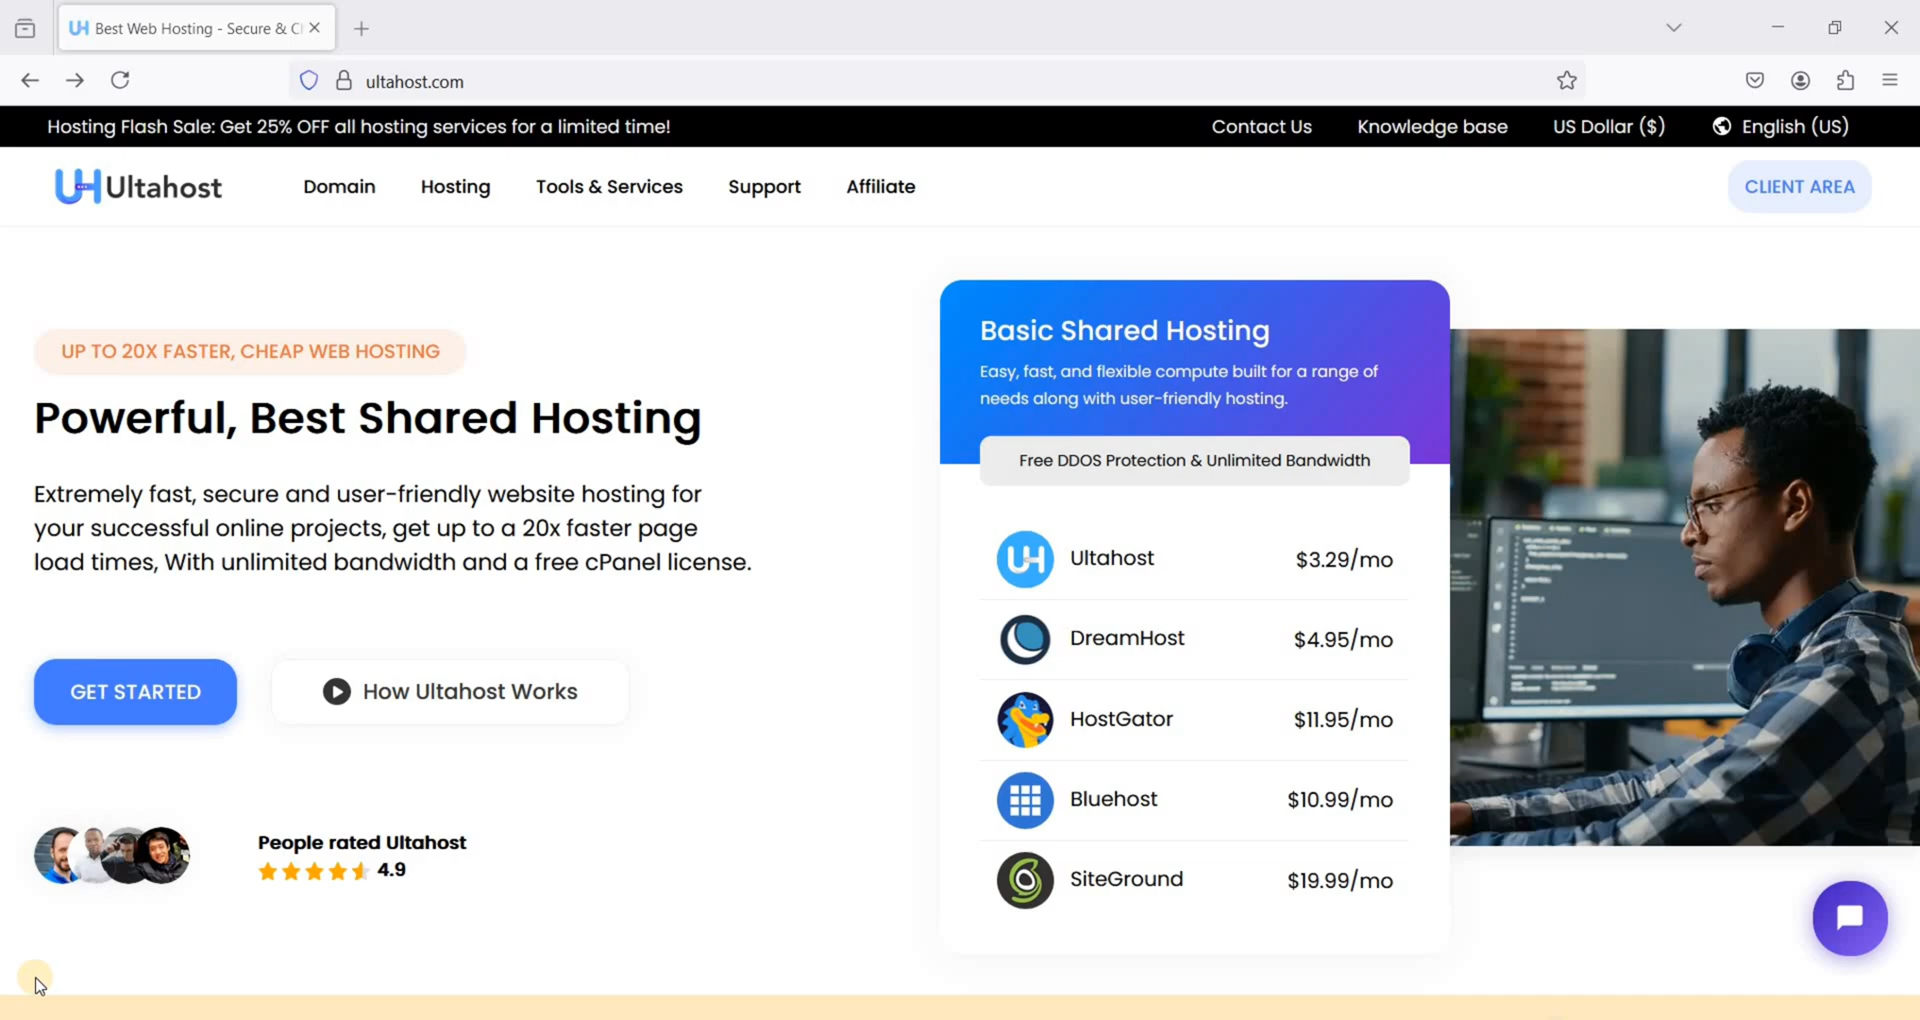 Best Web Hosting - Secure & Cl
ultahost.com
Hosting Flash Sale: Get 25% OFF all hosting services for a limited time!
Contact Us
Knowledge base
US Dollar ($)
English (US)
Ultahost
Domain
Hosting
Tools & Services
Support
Affiliate
CLIENT AREA
UP TO 20X FASTER, CHEAP WEB HOSTING
Powerful, Best Shared Hosting
Extremely fast, secure and user-friendly website hosting for
your successful online projects, get up to a 20x faster page
load times, With unlimited bandwidth and a free cPanel license.
GET STARTED
How Ultahost Works
People rated Ultahost
4.9
Basic Shared Hosting
Easy, fast, and flexible compute built for a range of
needs along with user-friendly hosting.
Free DDOS Protection & Unlimited Bandwidth
Ultahost $3.29/mo
DreamHost $4.95/mo
HostGator $11.95/mo
Bluehost $10.99/mo
SiteGround $19.99/mo